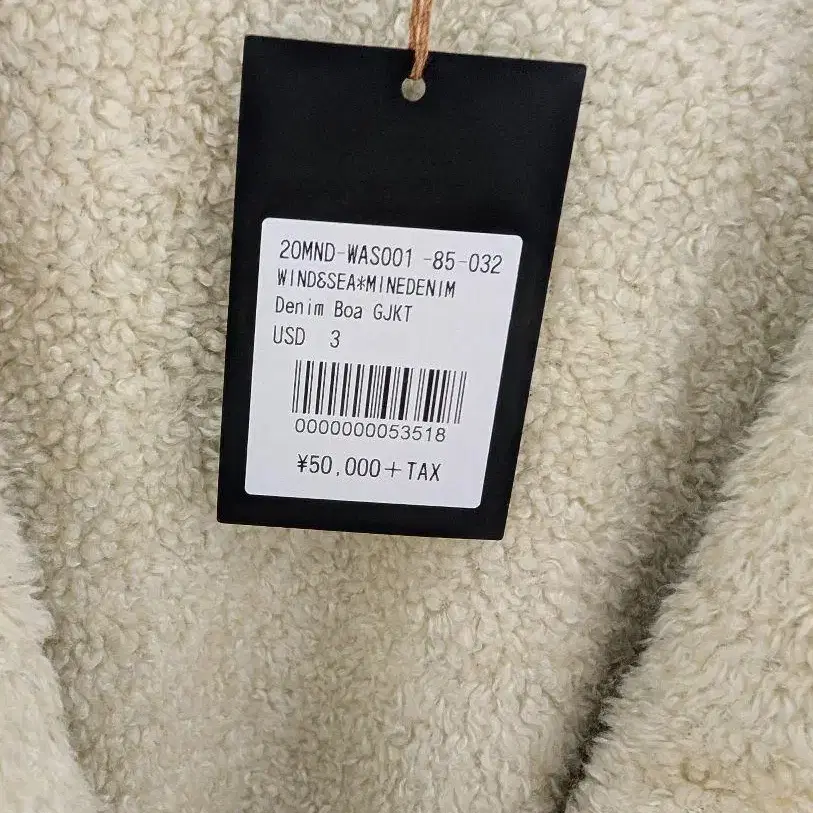 20MND-WAS001 -85-032
WIND&SEA*MINEDENIM
Denim Boa GJKT
USD 3
0000000053518
¥50,000+TAX